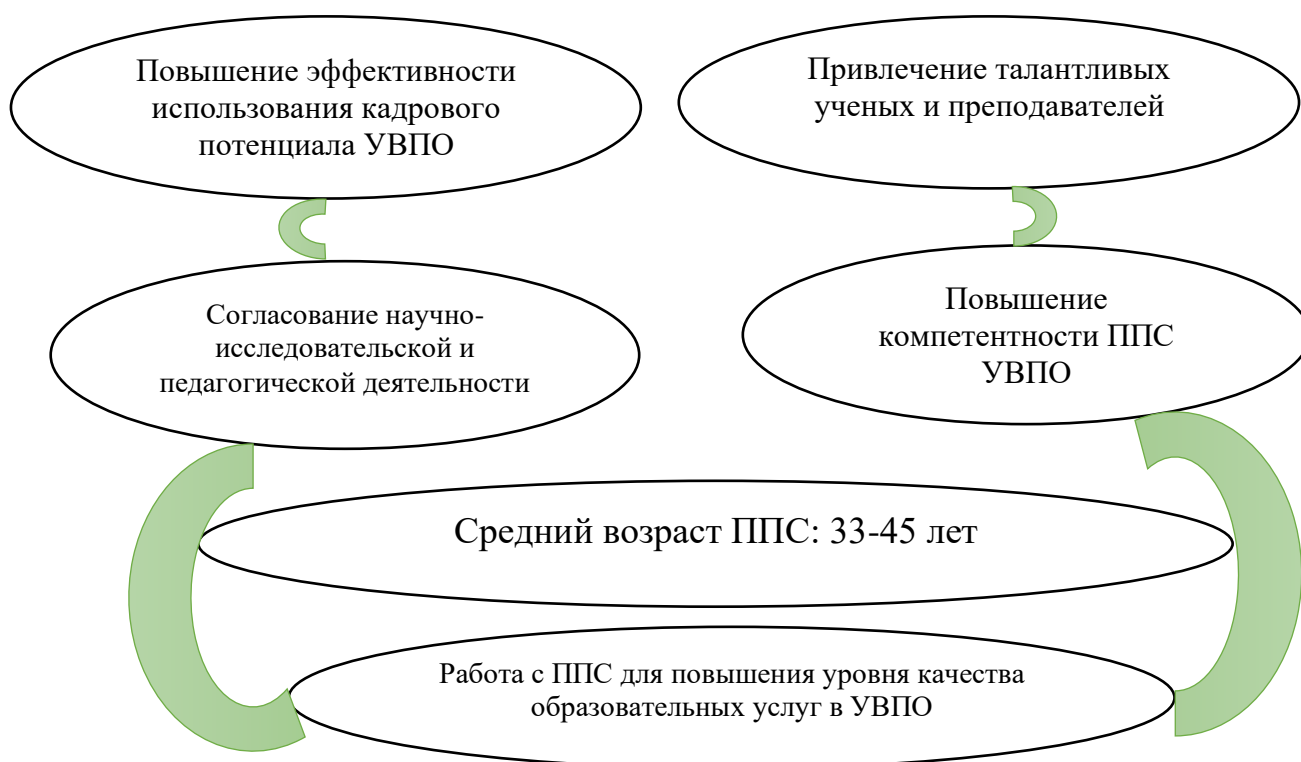 Повышение эффективности
использования кадрового
потенциала УВПО
Привлечение талантливых
ученых и преподавателей
Согласование научно-
исследовательской и
педагогической деятельности
Повышение
компетентности ППС
УВПО
Средний возраст ППС: 33-45 лет
Работа с ППС для повышения уровня качества
образовательных услуг в УВПО